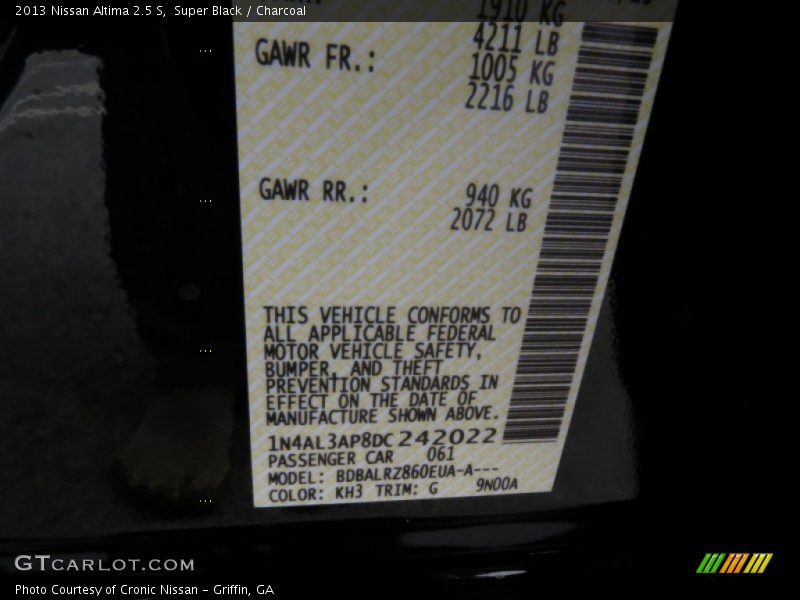 2013 Nissan Altima 2.5 S, Super Black / Charcoal
1910 KG
4211 LB
GAWR FR.: 1005 KG
2216 LB
GAWR RR.: 940 KG
2072 LB
THIS VEHICLE CONFORMS TO
ALL APPLICABLE FEDERAL
MOTOR VEHICLE SAFETY,
BUMPER, AND THEFT
PREVENTION STANDARDS IN
EFFECT ON THE DATE OF
MANUFACTURE SHOWN ABOVE.
1N4AL3AP8DC242022
PASSENGER CAR 061
MODEL: BDBALRZ860EUA-A---
COLOR: KH3 TRIM: G 9N00A
GTCARLOT.COM
Photo Courtesy of Cronic Nissan – Griffin, GA